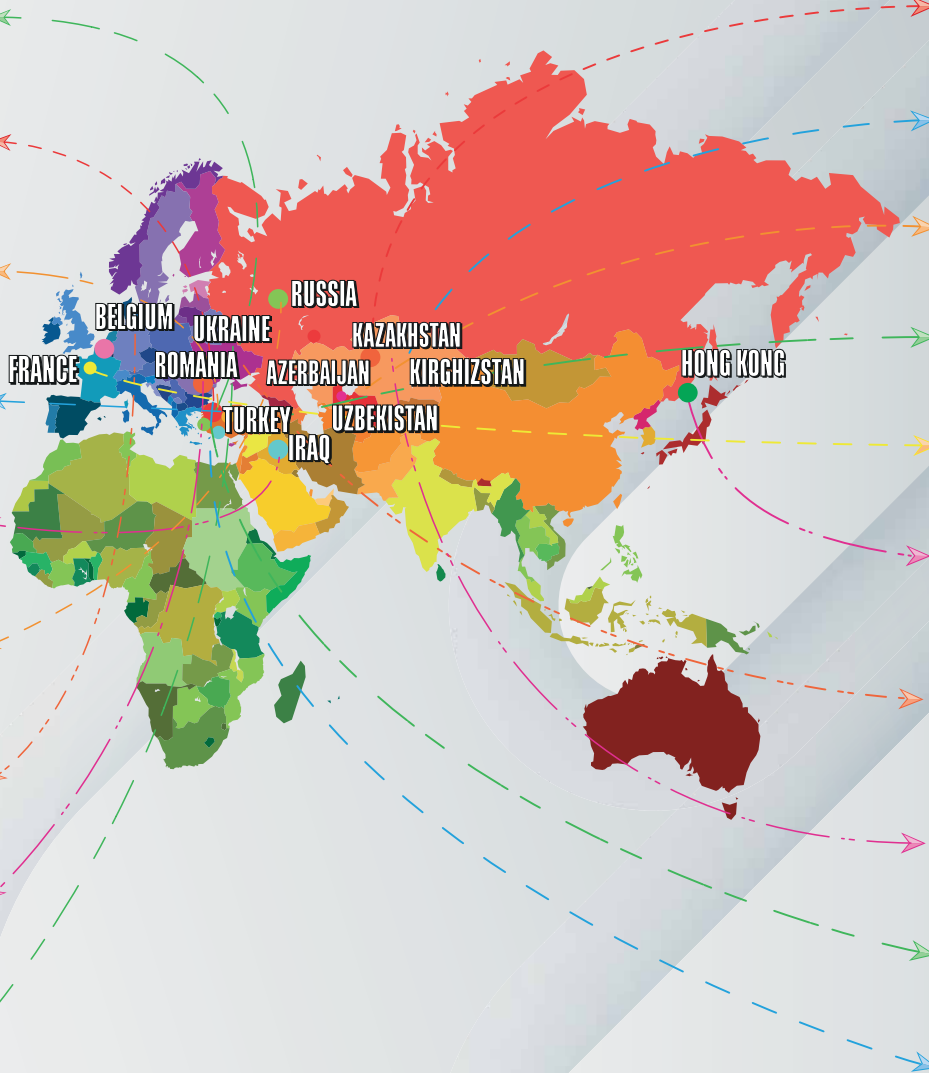 RUSSIA
BELGIUM
UKRAINE
KAZAKHSTAN
FRANCE
ROMANIA
AZERBAIJAN
KIRGHIZSTAN
HONG KONG
TURKEY
UZBEKISTAN
IRAQ